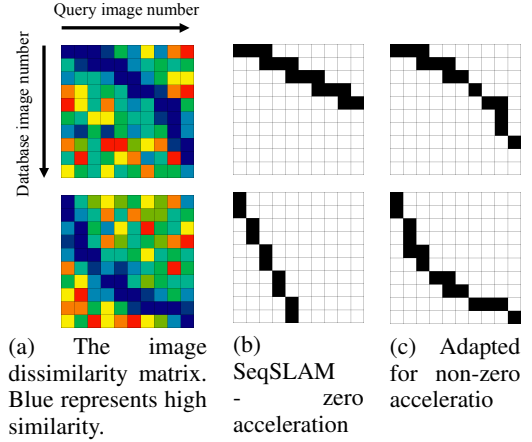 Query image number
Database image number
(a) The image
dissimilarity matrix.
Blue represents high
similarity.
(b)
SeqSLAM
- zero
acceleration
(c) Adapted
for non-zero
acceleratio